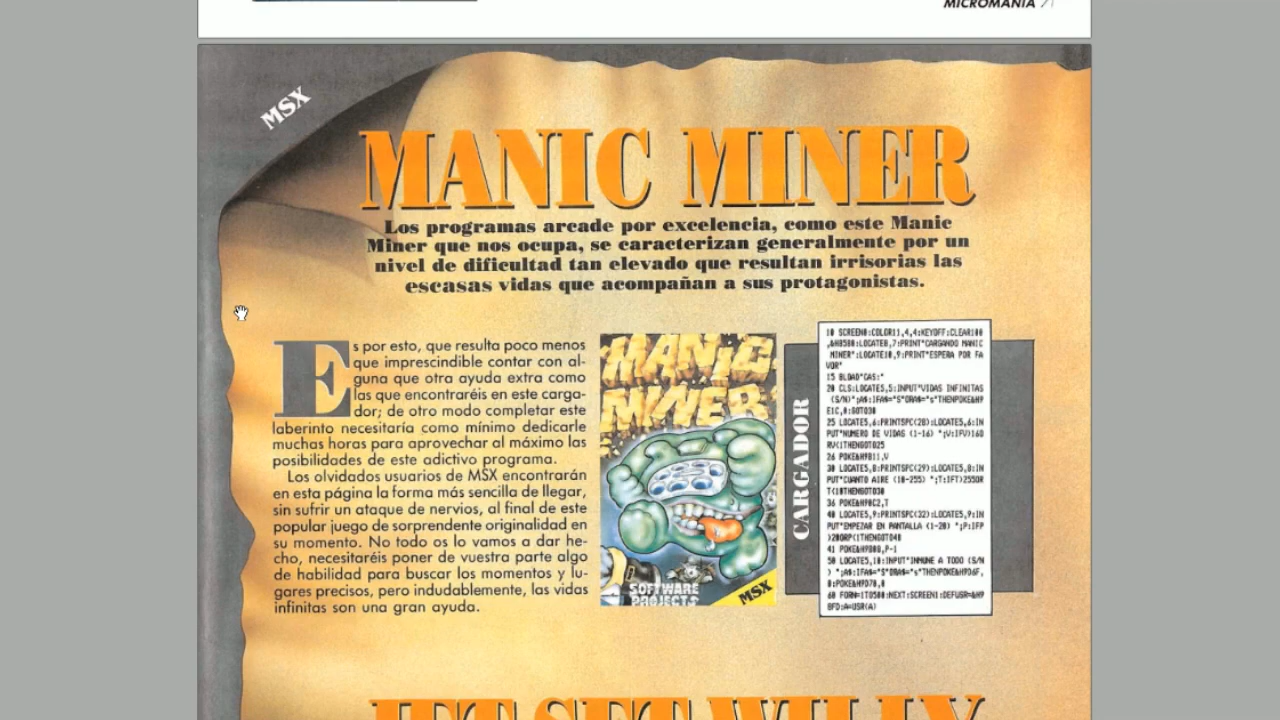 MICROMANIA
MSX
MANIC MINER
Los programas arcade por excelencia, como este Manic
Miner que nos ocupa, se caracterizan generalmente por un
nivel de dificultad tan elevado que resultan irrisorias las
escasas vidas que acompañan a sus protagonistas.
Es por esto, que resulta poco menos
que imprescindible contar con al-
guna que otra ayuda extra como
las que encontraréis en este carga-
dor; de otro modo completar este
laberinto necesitaría como mínimo dedicarle
muchas horas para aprovechar al máximo las
posibilidades de este adictivo programa.
Los olvidados usuarios de MSX encontrarán
en esta página la forma más sencilla de llegar,
sin sufrir un ataque de nervios, al final de este
popular juego de sorprendente originalidad en
su momento. No todo os lo vamos a dar he-
cho, necesitaréis poner de vuestra parte algo
de habilidad para buscar los momentos y lu-
gares precisos, pero indudablemente, las vidas
infinitas son una gran ayuda.
MANIC
MINER
SOFTWARE
PROJECTS
MSX
CARGADOR
10 SCREEN0:COLOR11,4,4:KEYOFF:CLEAR100
,&H8580:LOCATE8,7:PRINT"CARGANDO MANIC
MINER":LOCATE10,9:PRINT"ESPERA POR FA
VOR"
15 BLOAD"CAS:"
20 CLS:LOCATE5,5:INPUT"VIDAS INFINITAS
(S/N)";A$:IFA$="S"ORA$="s"THENPOKE&H9
E1C,0:GOTO30
25 LOCATE5,6:PRINTSPC(28):LOCATE5,6:IN
PUT"NUMERO DE VIDAS (1-16) ";V:IFV>16O
RV<1THENGOTO25
26 POKE&H9811,V
30 LOCATE5,8:PRINTSPC(29):LOCATE5,8:IN
PUT"CUANTO AIRE (10-255) ";T:IFT>255OR
T<10THENGOTO30
36 POKE&H90C2,T
40 LOCATE5,9:PRINTSPC(32):LOCATE5,9:IN
PUT"EMPEZAR EN PANTALLA (1-20) ";P:IFP
>20ORP<1THENGOTO40
41 POKE&H9D80,P-1
50 LOCATE5,10:INPUT"INMUNE A TODO (S/N
) ";A$:IFA$="S"ORA$="s"THENPOKE&H9D6F,
0:POKE&H9D70,0
60 FORN=1TO500:NEXT:SCREEN1:DEFUSR=&H9
8FD:A=USR(A)
JET SET WILLY